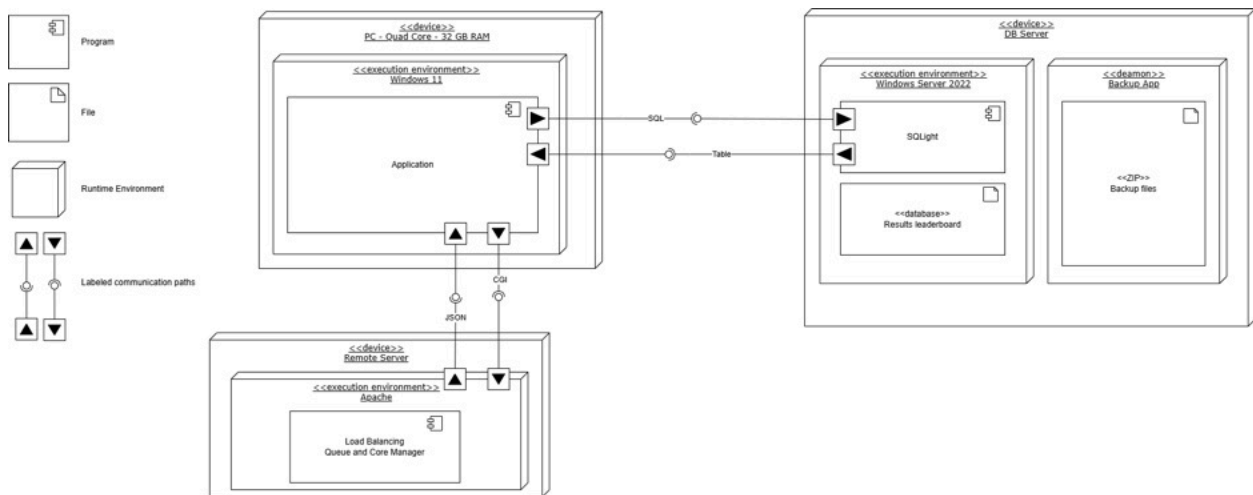 Program
File
Runtime Environment
Labeled communication paths
<<device>>
PC - Quad Core - 32 GB RAM
<<execution environment>>
Windows 11
Application
SQL
Table
JSON
CGI
<<device>>
Remote Server
<<execution environment>>
Apache
Load Balancing
Queue and Core Manager
<<device>>
DB Server
<<execution environment>>
Windows Server 2022
SQLight
<<database>>
Results leaderboard
<<deamon>>
Backup App
<<ZIP>>
Backup files